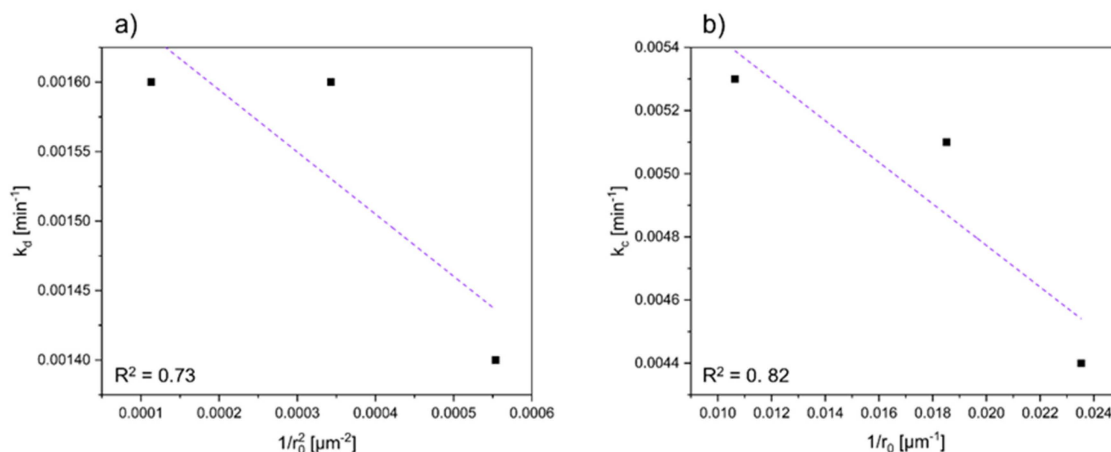 a)
0.00160
0.00155
0.00150
0.00145
0.00140
k_d [min⁻¹]
R² = 0.73
0.0001 0.0002 0.0003 0.0004 0.0005 0.0006
1/r₀² [µm⁻²]
b)
0.0054
0.0052
0.0050
0.0048
0.0046
0.0044
k_c [min⁻¹]
R² = 0. 82
0.010 0.012 0.014 0.016 0.018 0.020 0.022 0.024
1/r₀ [µm⁻¹]